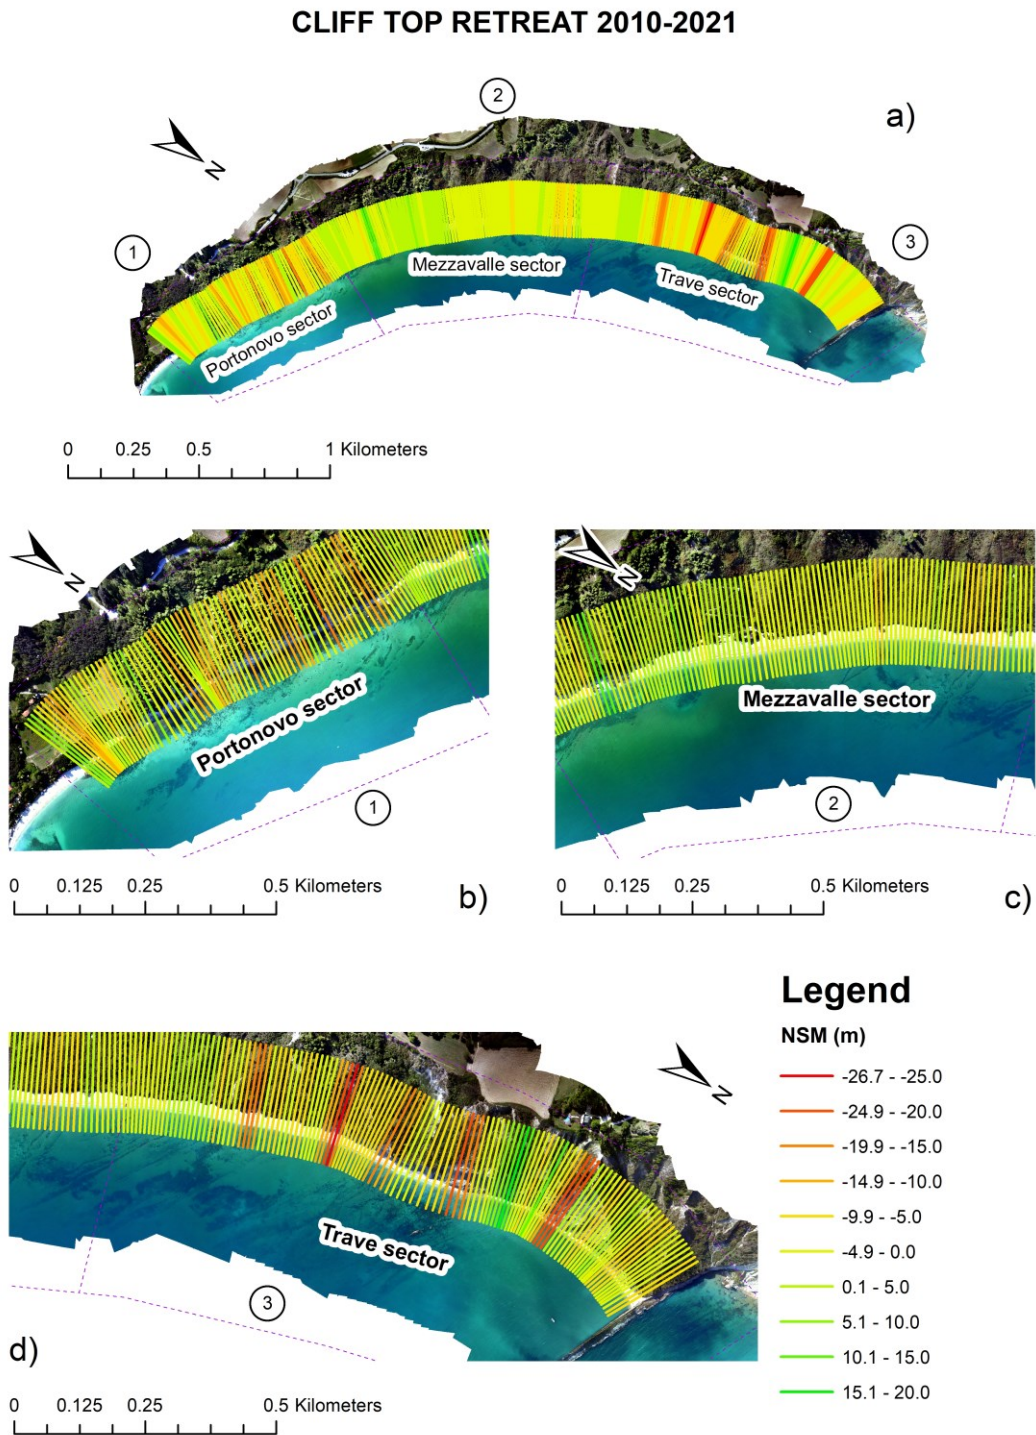 CLIFF TOP RETREAT 2010-2021
a)
1
2
3
N
Portonovo sector
Mezzavalle sector
Trave sector
0 0.25 0.5 1 Kilometers
N
Portonovo sector
1
0 0.125 0.25 0.5 Kilometers
b)
N
Mezzavalle sector
2
0 0.125 0.25 0.5 Kilometers
c)
N
Trave sector
3
d)
0 0.125 0.25 0.5 Kilometers
Legend
NSM (m)
-26.7 - -25.0
-24.9 - -20.0
-19.9 - -15.0
-14.9 - -10.0
-9.9 - -5.0
-4.9 - 0.0
0.1 - 5.0
5.1 - 10.0
10.1 - 15.0
15.1 - 20.0